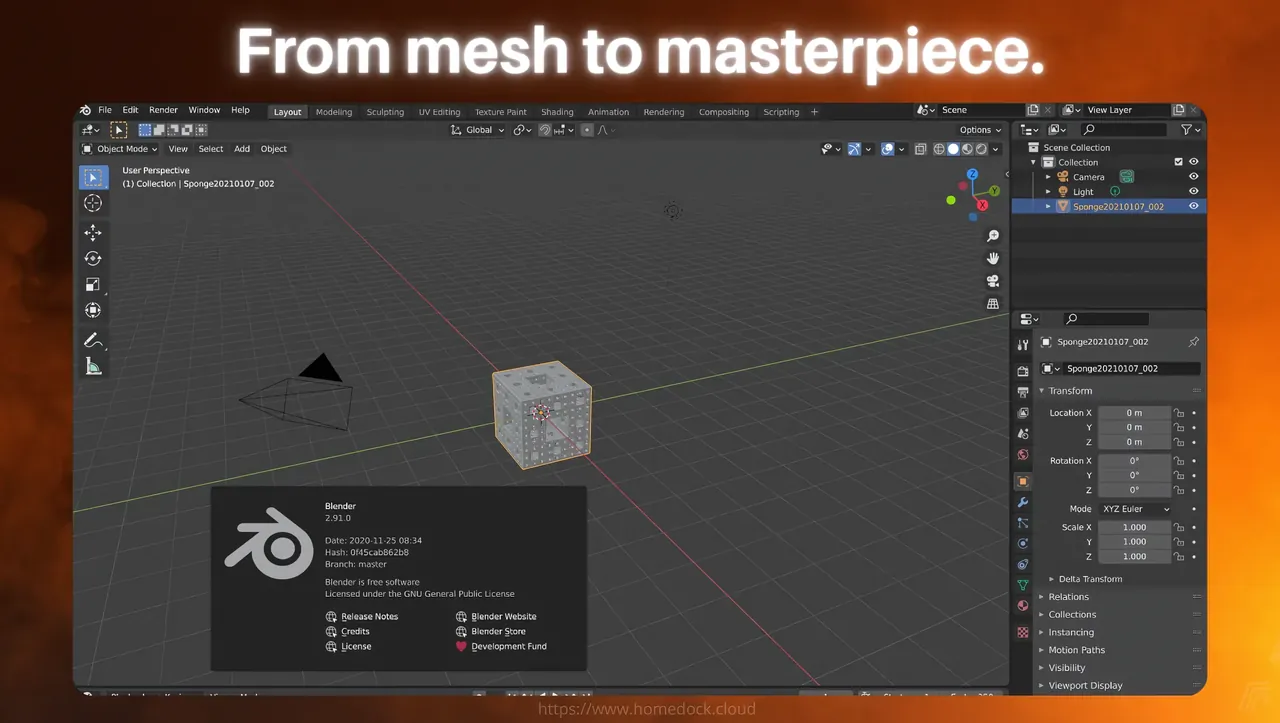 From mesh to masterpiece.
File Edit Render Window Help Layout Modeling Sculpting UV Editing Texture Paint Shading Animation Rendering Compositing Scripting + Scene View Layer
Global Options
Object Mode View Select Add Object
User Perspective
(1) Collection | Sponge20210107_002
Z
Y
X
Scene Collection
Collection
Camera
Light
Sponge20210107_002
Sponge20210107_002
Sponge20210107_002
Transform
Location X 0 m
Y 0 m
Z 0 m
Rotation X 0°
Y 0°
Z 0°
Mode XYZ Euler
Scale X 1.000
Y 1.000
Z 1.000
Delta Transform
Relations
Collections
Instancing
Motion Paths
Visibility
Viewport Display
Blender
2.91.0
Date: 2020-11-25 08:34
Hash: 0f45cab862b8
Branch: master
Blender is free software
Licensed under the GNU General Public License
Release Notes Blender Website
Credits Blender Store
License Development Fund
https://www.homedock.cloud